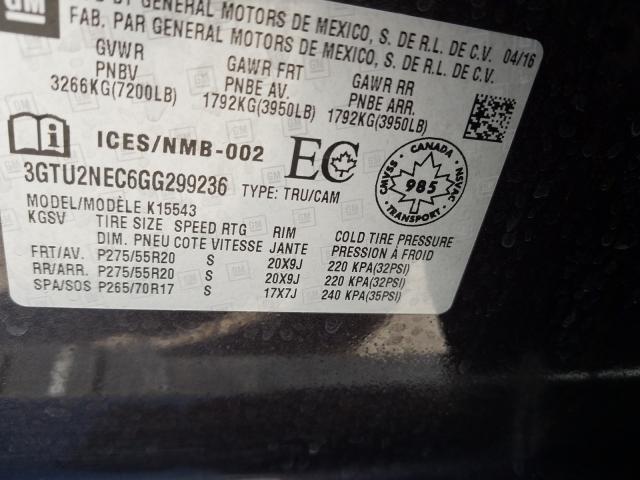 GM
BY GENERAL MOTORS DE MEXICO, S. DE R.L. DE C.V.
FAB. PAR GENERAL MOTORS DE MEXICO, S. DE R.L. DE C.V.
04/16
GVWR GAWR FRT GAWR RR
PNBV PNBE AV. PNBE ARR.
3266KG(7200LB) 1792KG(3950LB) 1792KG(3950LB)
ICES/NMB-002 EC
3GTU2NEC6GG299236 TYPE: TRU/CAM
CANADA CMVSS 985 NSVAC TRANSPORT
MODEL/MODÈLE K15543
KGSV TIRE SIZE SPEED RTG RIM COLD TIRE PRESSURE
DIM. PNEU COTE VITESSE JANTE PRESSION À FROID
FRT/AV. P275/55R20 S 20X9J 220 KPA(32PSI)
RR/ARR. P275/55R20 S 20X9J 220 KPA(32PSI)
SPA/SOS P265/70R17 S 17X7J 240 KPA(35PSI)